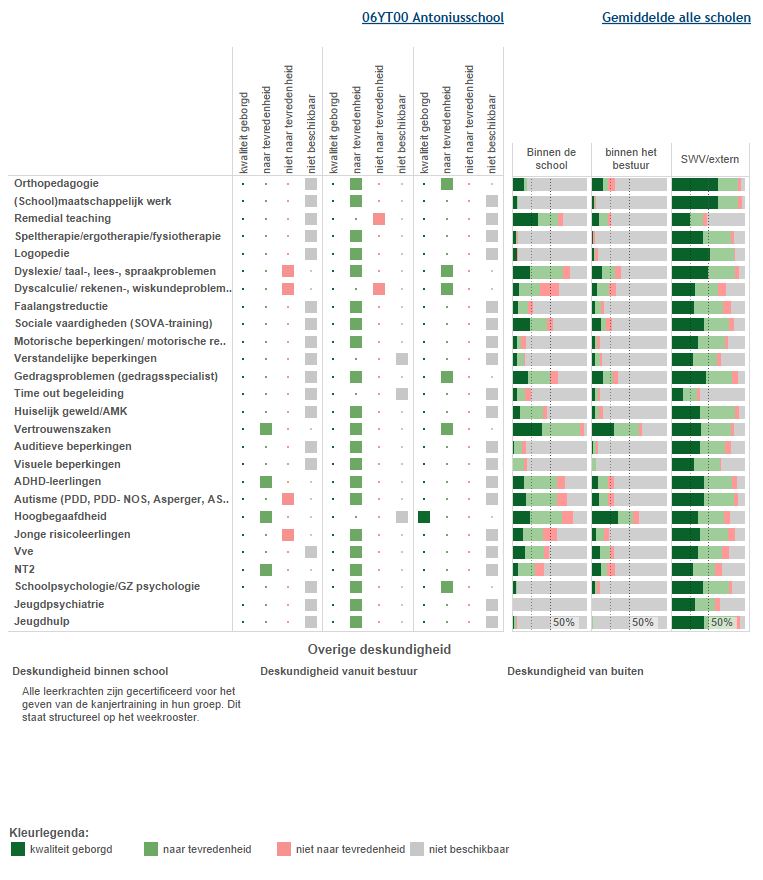 06YT00 Antoniusschool
Gemiddelde alle scholen
kwaliteit geborgd
naar tevredenheid
niet naar tevredenheid
niet beschikbaar
kwaliteit geborgd
naar tevredenheid
niet naar tevredenheid
niet beschikbaar
kwaliteit geborgd
naar tevredenheid
niet naar tevredenheid
niet beschikbaar
Binnen de
school
binnen het
bestuur
SWV/extern
Orthopedagogie
(School)maatschappelijk werk
Remedial teaching
Speltherapie/ergotherapie/fysiotherapie
Logopedie
Dyslexie/ taal-, lees-, spraakproblemen
Dyscalculie/ rekenen-, wiskundeproblem..
Faalangstreductie
Sociale vaardigheden (SOVA-training)
Motorische beperkingen/ motorische re..
Verstandelijke beperkingen
Gedragsproblemen (gedragsspecialist)
Time out begeleiding
Huiselijk geweld/AMK
Vertrouwenszaken
Auditieve beperkingen
Visuele beperkingen
ADHD-leerlingen
Autisme (PDD, PDD- NOS, Asperger, AS..
Hoogbegaafdheid
Jonge risicoleerlingen
Vve
NT2
Schoolpsychologie/GZ psychologie
Jeugdpsychiatrie
Jeugdhulp 50% 50% 50%
Overige deskundigheid
Deskundigheid binnen school
Deskundigheid vanuit bestuur
Deskundigheid van buiten
Alle leerkrachten zijn gecertificeerd voor het
geven van de kanjertraining in hun groep. Dit
staat structureel op het weekrooster.
Kleurlegenda:
kwaliteit geborgd naar tevredenheid niet naar tevredenheid niet beschikbaar